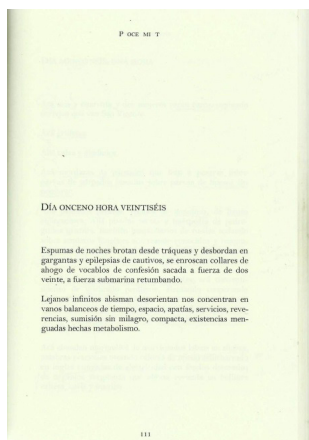 P OCE MI T
DÍA ONCENO HORA VEINTISÉIS
Espumas de noches brotan desde tráqueas y desbordan en
gargantas y epilepsias de cautivos, se enroscan collares de
ahogo de vocablos de confesión sacada a fuerza de dos
veinte, a fuerza submarina retumbando.
Lejanos infinitos abisman desorientan nos concentran en
vanos balanceos de tiempo, espacio, apatías, servicios, reve-
rencias, sumisión sin milagro, compacta, existencias men-
guadas hechas metabolismo.
111